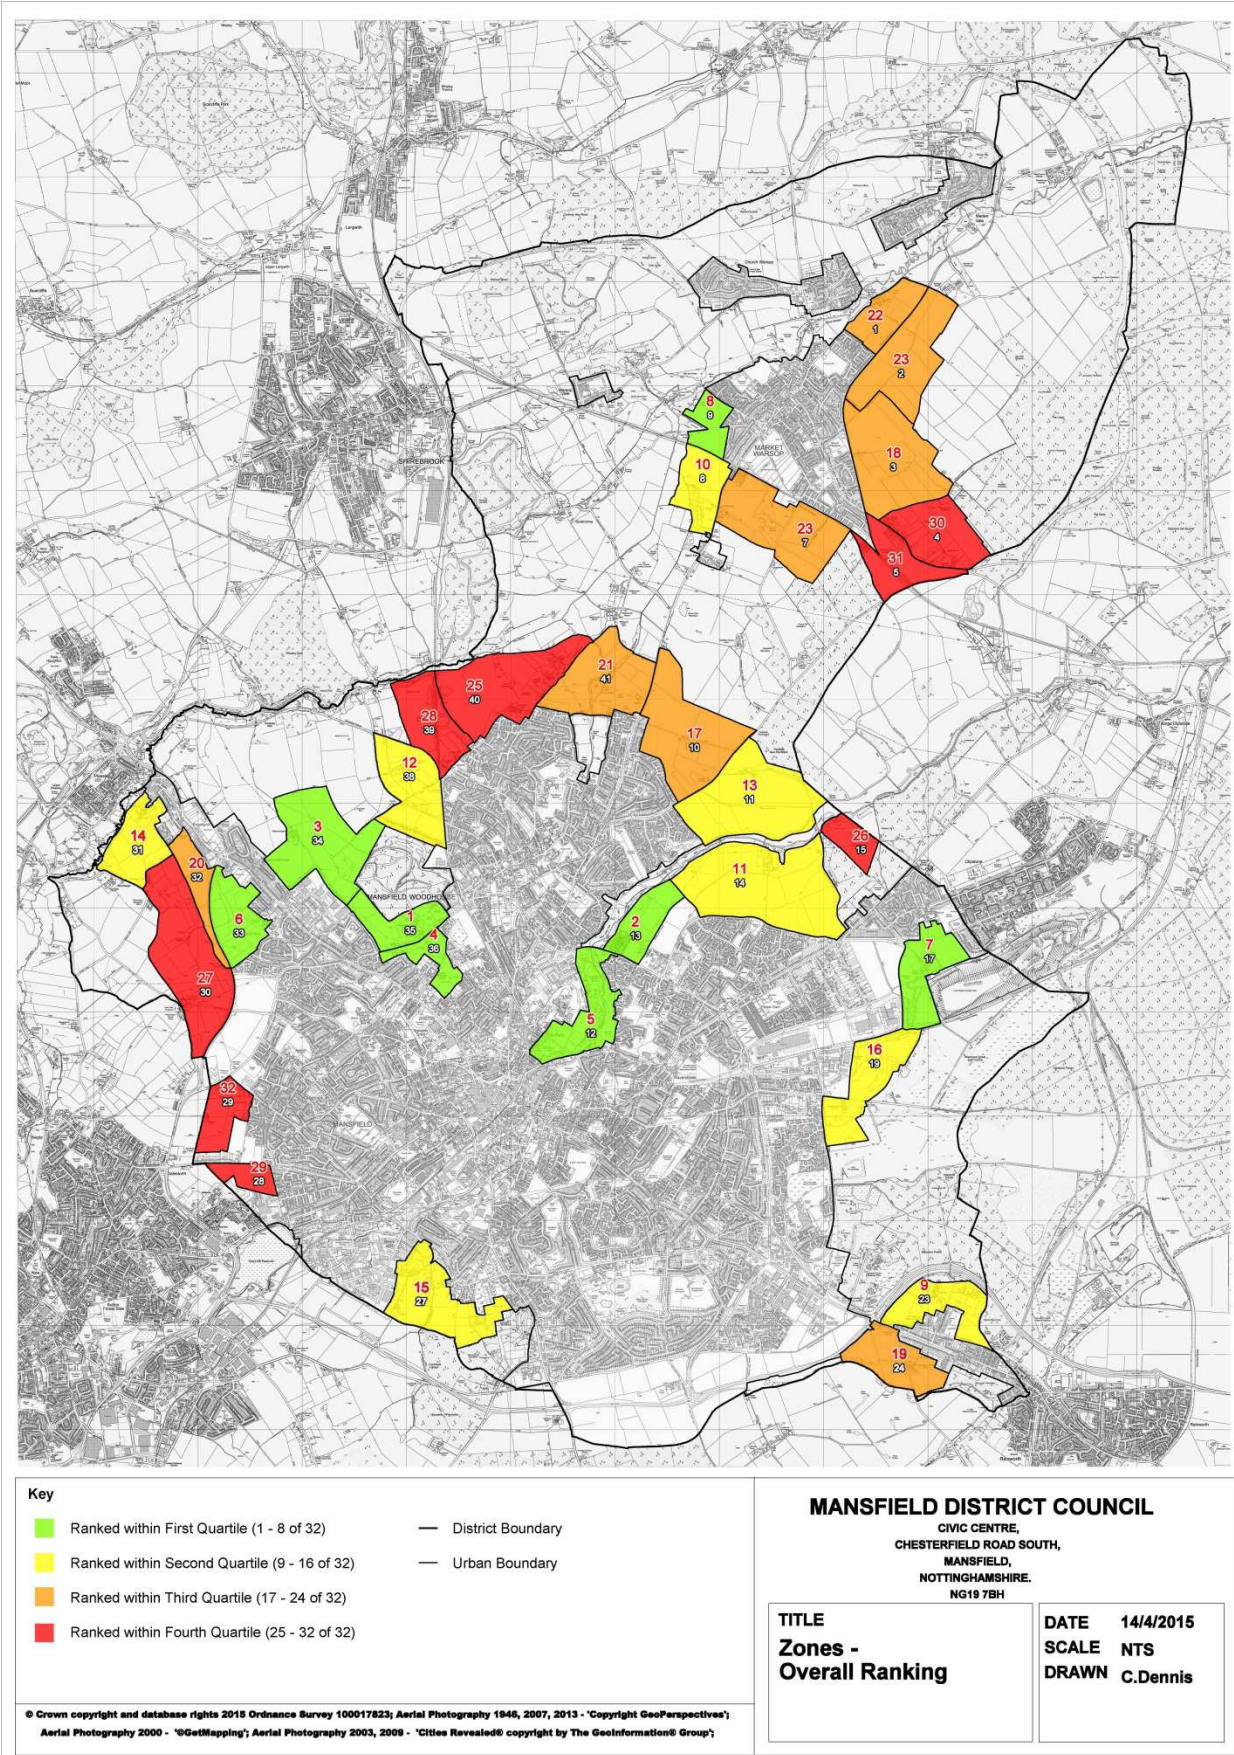 Langwith
Upper Langwith
Scarcliffe
Church Warsop
SHIREBROOK
MARKET
WARSOP
22
1
23
2
8
9
18
3
10
8
23
7
30
4
31
5
21
41
25
40
28
39
17
10
12
38
13
11
3
34
14
31
26
15
20
32
11
14
Clipstone
MANSFIELD WOODHOUSE
1
35
2
13
6
33
4
36
7
17
27
30
5
12
16
19
32
29
MANSFIELD
29
28
15
27
9
23
19
24
Rainworth
Key
Ranked within First Quartile (1 - 8 of 32)
Ranked within Second Quartile (9 - 16 of 32)
Ranked within Third Quartile (17 - 24 of 32)
Ranked within Fourth Quartile (25 - 32 of 32)
District Boundary
Urban Boundary
MANSFIELD DISTRICT COUNCIL
CIVIC CENTRE,
CHESTERFIELD ROAD SOUTH,
MANSFIELD,
NOTTINGHAMSHIRE.
NG19 7BH
TITLE
Zones -
Overall Ranking
DATE 14/4/2015
SCALE NTS
DRAWN C.Dennis
© Crown copyright and database rights 2015 Ordnance Survey 100017823; Aerial Photography 1946, 2007, 2013 - 'Copyright GeoPerspectives';
Aerial Photography 2000 - '©GetMapping'; Aerial Photography 2003, 2009 - 'Cities Revealed® copyright by The GeoInformation® Group';